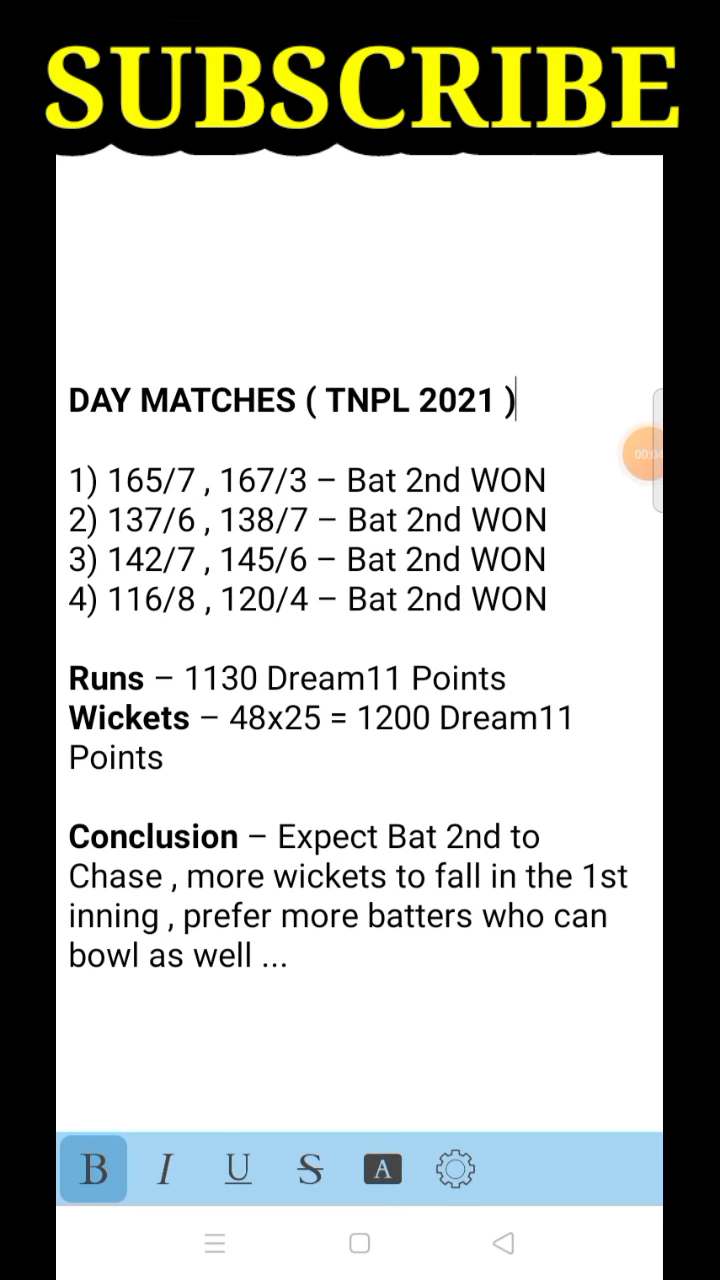 SUBSCRIBE
DAY MATCHES ( TNPL 2021 )
00:04
1) 165/7 , 167/3 – Bat 2nd WON
2) 137/6 , 138/7 – Bat 2nd WON
3) 142/7 , 145/6 – Bat 2nd WON
4) 116/8 , 120/4 – Bat 2nd WON
Runs – 1130 Dream11 Points
Wickets – 48x25 = 1200 Dream11
Points
Conclusion – Expect Bat 2nd to
Chase , more wickets to fall in the 1st
inning , prefer more batters who can
bowl as well ...
B I U S A